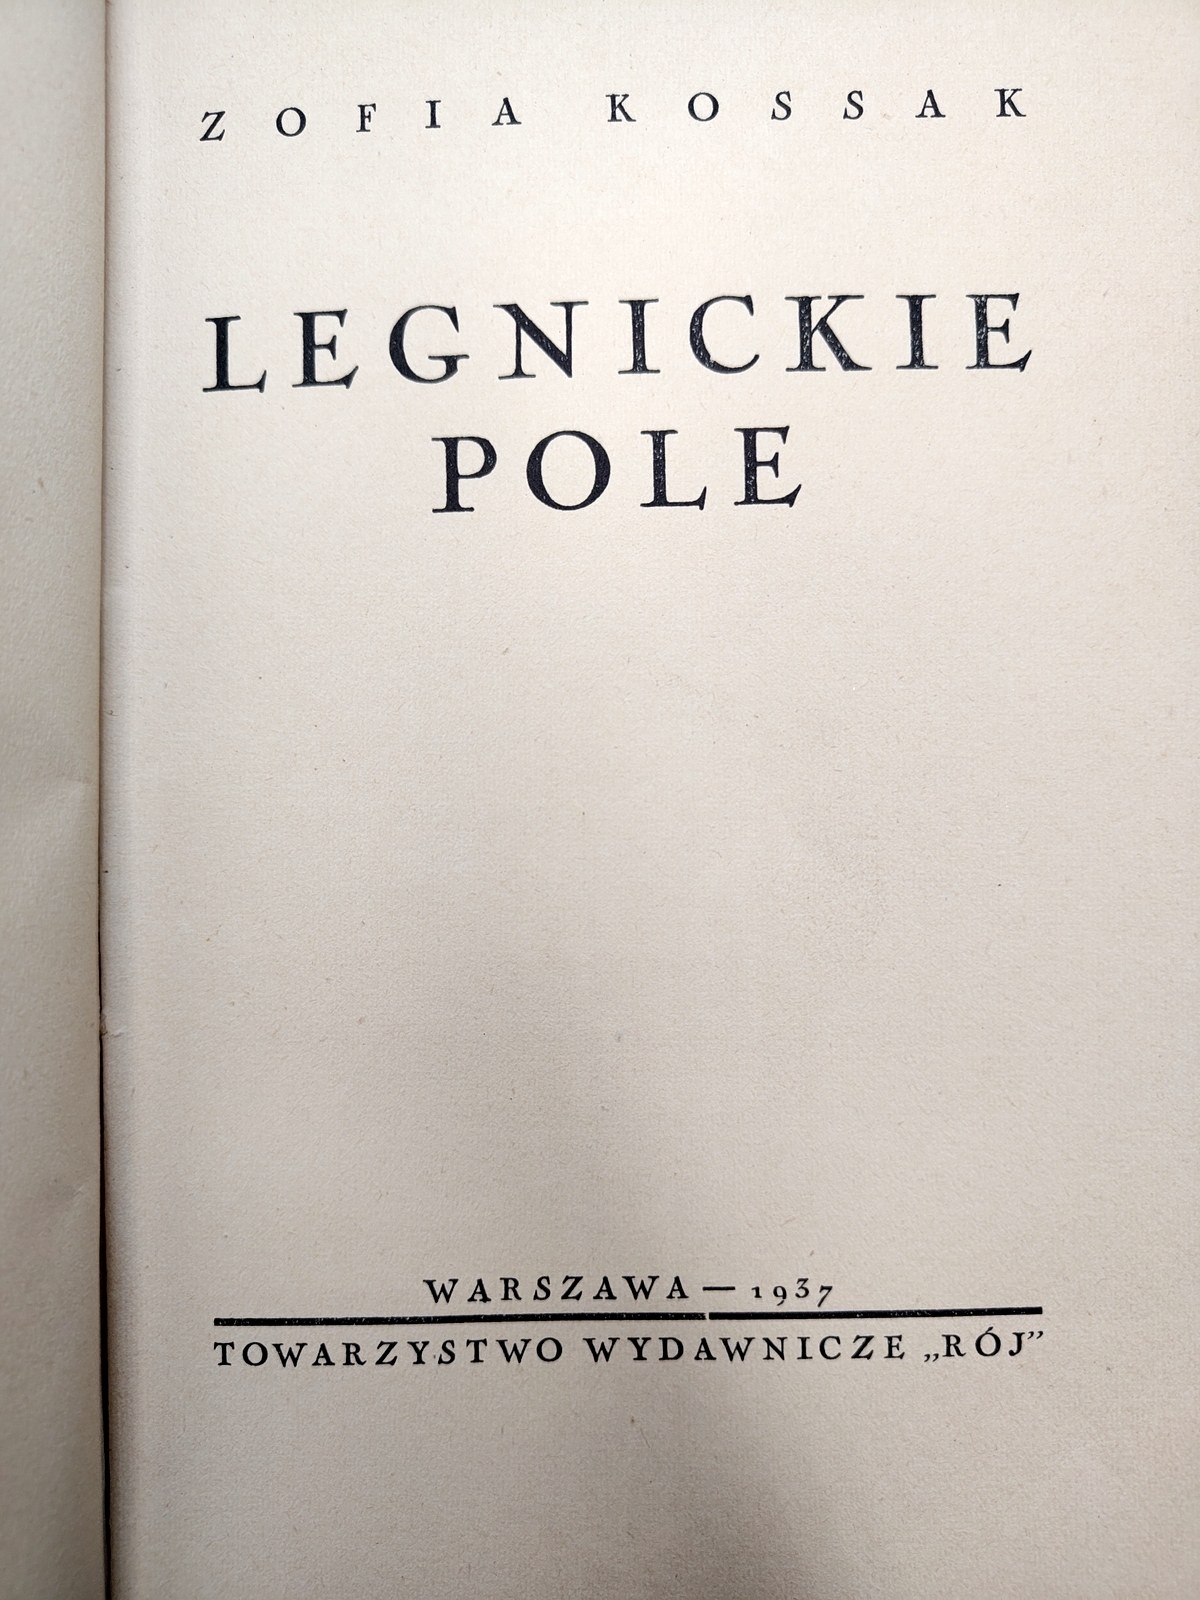 ZOFIA KOSSAK
LEGNICKIE
POLE
WARSZAWA — 1937
TOWARZYSTWO WYDAWNICZE „RÓJ”